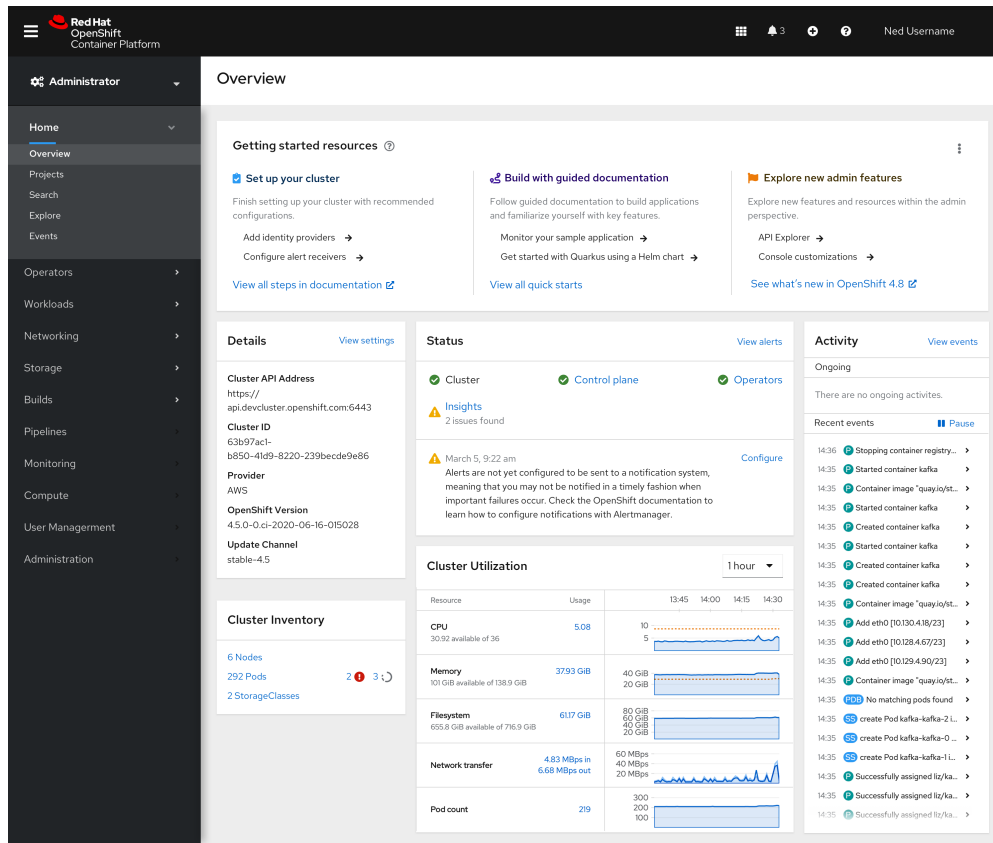 Red Hat
OpenShift
Container Platform
3
Ned Username
Administrator
Home
Overview
Projects
Search
Explore
Events
Operators
Workloads
Networking
Storage
Builds
Pipelines
Monitoring
Compute
User Managerment
Administration
Overview
Getting started resources
Set up your cluster
Finish setting up your cluster with recommended
configurations.
Add identity providers
Configure alert receivers
View all steps in documentation
Build with guided documentation
Follow guided documentation to build applications
and familiarize yourself with key features.
Monitor your sample application
Get started with Quarkus using a Helm chart
View all quick starts
Explore new admin features
Explore new features and resources within the admin
perspective.
API Explorer
Console customizations
See what's new in OpenShift 4.8
Details
View settings
Cluster API Address
https://
api.devcluster.openshift.com:6443
Cluster ID
63b97ac1-
b850-41d9-8220-239becde9e86
Provider
AWS
OpenShift Version
4.5.0-0.ci-2020-06-16-015028
Update Channel
stable-4.5
Cluster Inventory
6 Nodes
292 Pods 2 3
2 StorageClasses
Status
View alerts
Cluster
Control plane
Operators
Insights
2 issues found
March 5, 9:22 am
Configure
Alerts are not yet configured to be sent to a notification system,
meaning that you may not be notified in a timely fashion when
important failures occur. Check the OpenShift documentation to
learn how to configure notifications with Alertmanager.
Cluster Utilization
1 hour
Resource Usage 13:45 14:00 14:15 14:30
CPU 5.08
30.92 available of 36
10
5
Memory 37.93 GiB
101 GiB available of 138.9 GiB
40 GiB
20 GiB
Filesystem 61.17 GiB
655.8 GiB available of 716.9 GiB
80 GiB
60 GiB
40 GiB
20 GiB
Network transfer
4.83 MBps in
6.68 MBps out
60 MBps
40 MBps
20 MBps
Pod count 219
300
200
100
Activity
View events
Ongoing
There are no ongoing activites.
Recent events
Pause
14:36 P Stopping container registry...
14:35 P Started container kafka
14:35 P Container image "quay.io/st...
14:35 P Started container kafka
14:35 P Created container kafka
14:35 P Started container kafka
14:35 P Created container kafka
14:35 P Created container kafka
14:35 P Container image "quay.io/st...
14:35 P Add eth0 [10.130.4.18/23]
14:35 P Add eth0 [10.128.4.67/23]
14:35 P Add eth0 [10.129.4.90/23]
14:35 P Container image "quay.io/st...
14:35 PDB No matching pods found
14:35 SS create Pod kafka-kafka-2 i...
14:35 SS create Pod kafka-kafka-0 ...
14:35 SS create Pod kafka-kafka-1 i...
14:35 P Successfully assigned liz/ka...
14:35 P Successfully assigned liz/ka...
14:35 P Successfully assigned liz/ka...